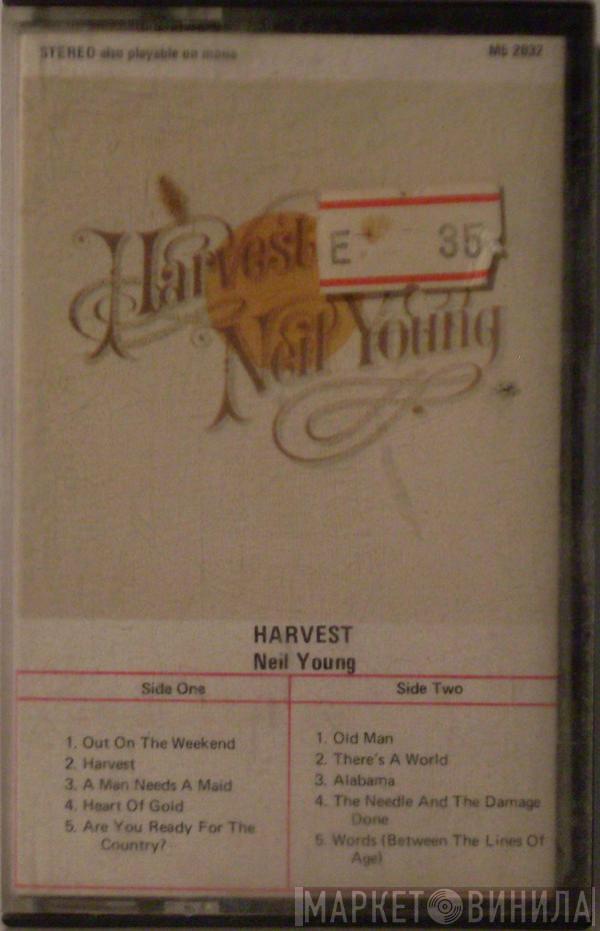 STEREO also playable on mono
M5 2032
Harvest
E 35
Neil Young
HARVEST
Neil Young
Side One
Side Two
1. Out On The Weekend
2. Harvest
3. A Man Needs A Maid
4. Heart Of Gold
5. Are You Ready For The
Country?
1. Old Man
2. There's A World
3. Alabama
4. The Needle And The Damage
Done
5. Words (Between The Lines Of
Age)
МАРКЕТ ВИНИЛА